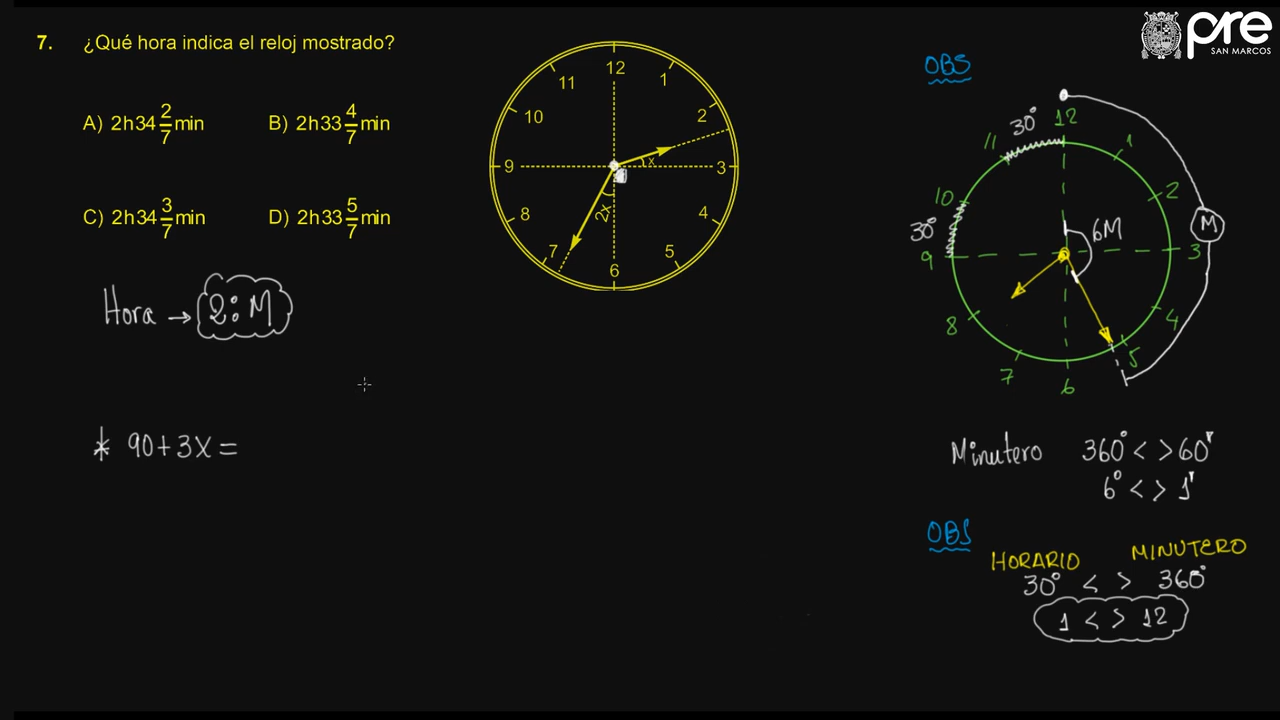 7. ¿Qué hora indica el reloj mostrado?
A) 2h34 2/7 min
B) 2h33 4/7 min
C) 2h34 3/7 min
D) 2h33 5/7 min
Hora → 2:M
* 90+3x=
12
1
2
3
4
5
6
7
8
9
10
11
x
2x
pre
SAN MARCOS
OBS
12
1
2
3
4
5
6
7
8
9
10
11
30°
30°
6M
M
Minutero 360° < > 60'
6° < > 1'
OBS
HORARIO MINUTERO
30° < > 360°
1 < > 12